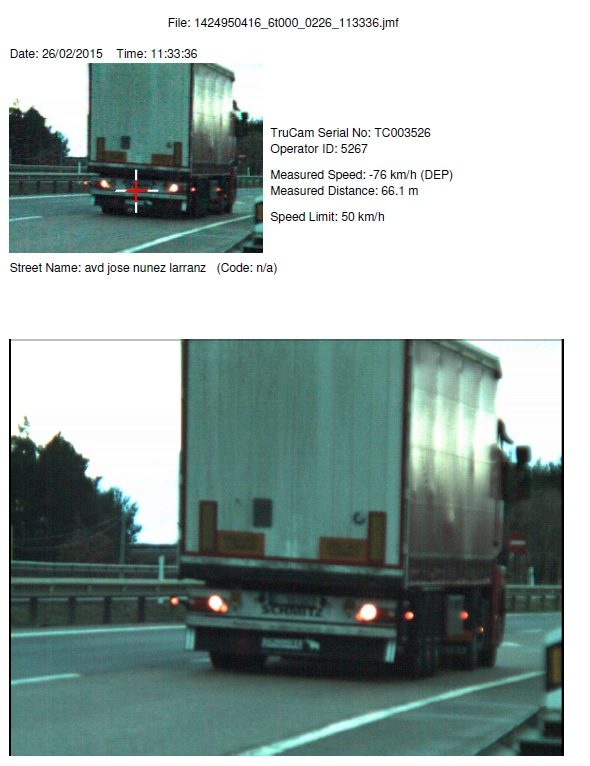 File: 1424950416_6t000_0226_113336.jmf
Date: 26/02/2015 Time: 11:33:36
TruCam Serial No: TC003526
Operator ID: 5267
Measured Speed: -76 km/h (DEP)
Measured Distance: 66.1 m
Speed Limit: 50 km/h
Street Name: avd jose nunez larranz (Code: n/a)
SCHMITZ